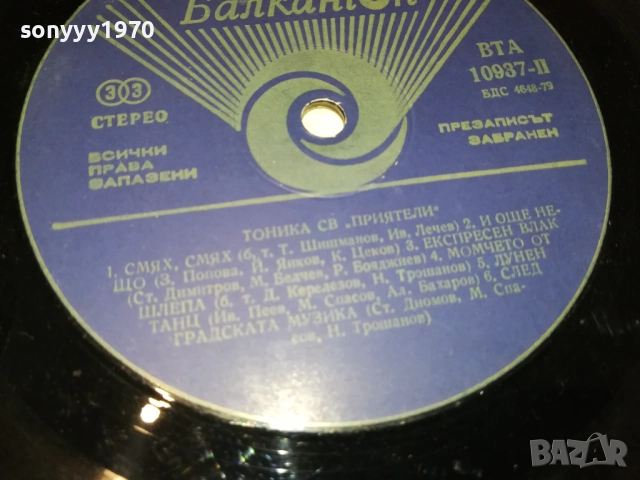 sonyyy1970
Балкантон
ВТА
10937-II
БДС 4648-79
33
СТЕРЕО
ВСИЧКИ
ПРАВА
ЗАПАЗЕНИ
ПРЕЗАПИСЪТ
ЗАБРАНЕН
ТОНИКА СВ „ПРИЯТЕЛИ“
1. СМЯХ, СМЯХ (б. т. Т. Шишманов, Ив. Лечев) 2. И ОЩЕ НЕ-
ЩО (З. Попова, Й. Янков, К. Цеков) 3. ЕКСПРЕСЕН ВЛАК
(Ст. Димитров, М. Белчев, Р. Бояджиев) 4. МОМЧЕТО ОТ
ШЛЕПА (б. т. Д. Кередезов, Н. Трошанов) 5. ЛУНЕН
ТАНЦ (Ив. Пеев, М. Спасов, Ал. Бахаров) 6. СЛЕД
ГРАДСКАТА МУЗИКА (Ст. Диомов, М. Спа-
сов, Н. Трошанов)
BAZAR